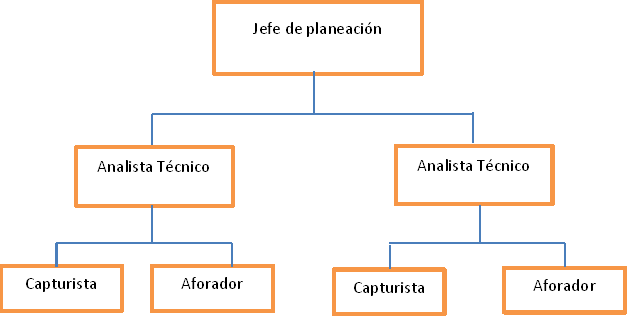 Jefe de planeación
Analista Técnico
Analista Técnico
Capturista
Aforador
Capturista
Aforador